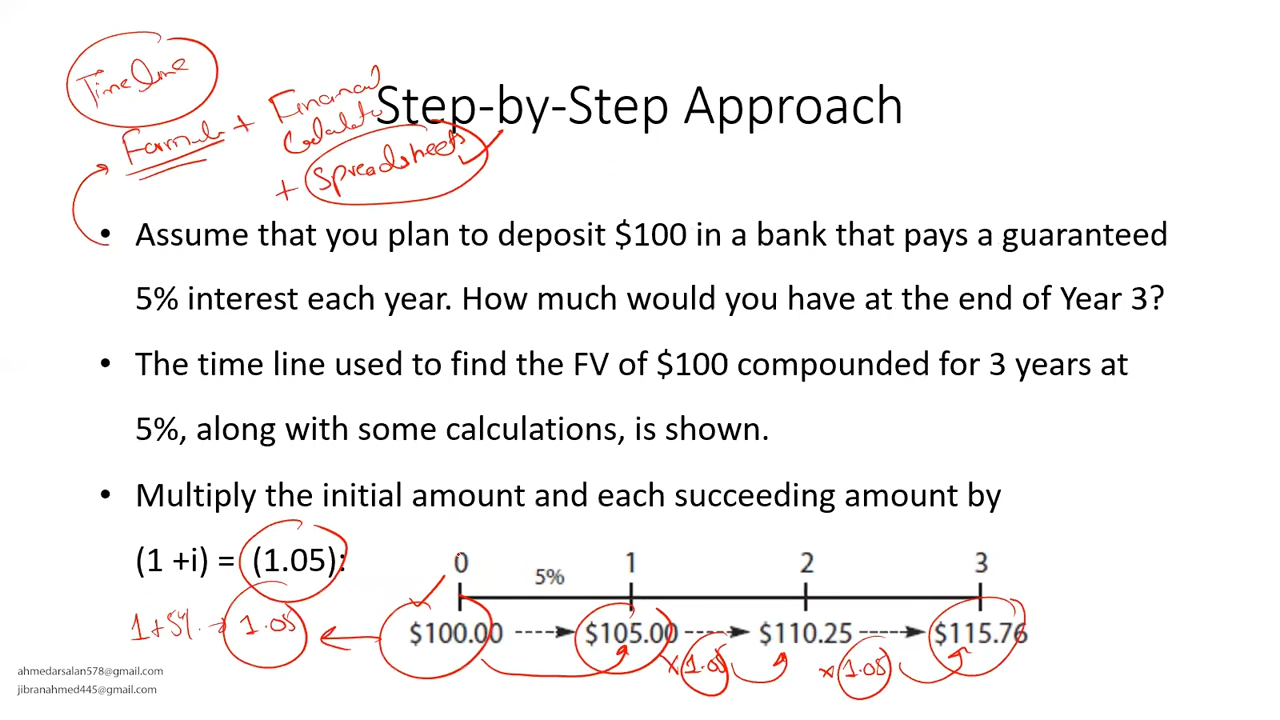 Time line
Step-by-Step Approach
Formula + Financial
Calculator
+ Spreadsheets
• Assume that you plan to deposit $100 in a bank that pays a guaranteed
5% interest each year. How much would you have at the end of Year 3?
• The time line used to find the FV of $100 compounded for 3 years at
5%, along with some calculations, is shown.
• Multiply the initial amount and each succeeding amount by
(1 +i) = (1.05):
0 5% 1 2 3
1+5% → 1.05
$100.00 $105.00 $110.25 $115.76
×1.05 ×1.05
ahmedarsalan578@gmail.com
jibranahmed445@gmail.com